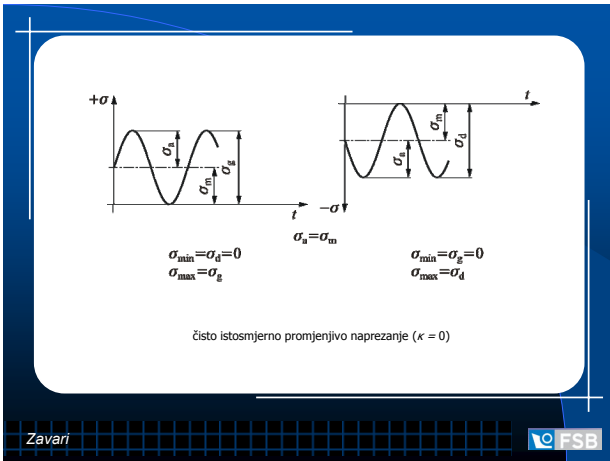 +σ
σa
σm
σg
t
t
σm
σa
σd
−σ
σa=σm
σmin=σd=0
σmax=σg
σmin=σg=0
σmax=σd
čisto istosmjerno promjenjivo naprezanje (κ = 0)
Zavari
FSB